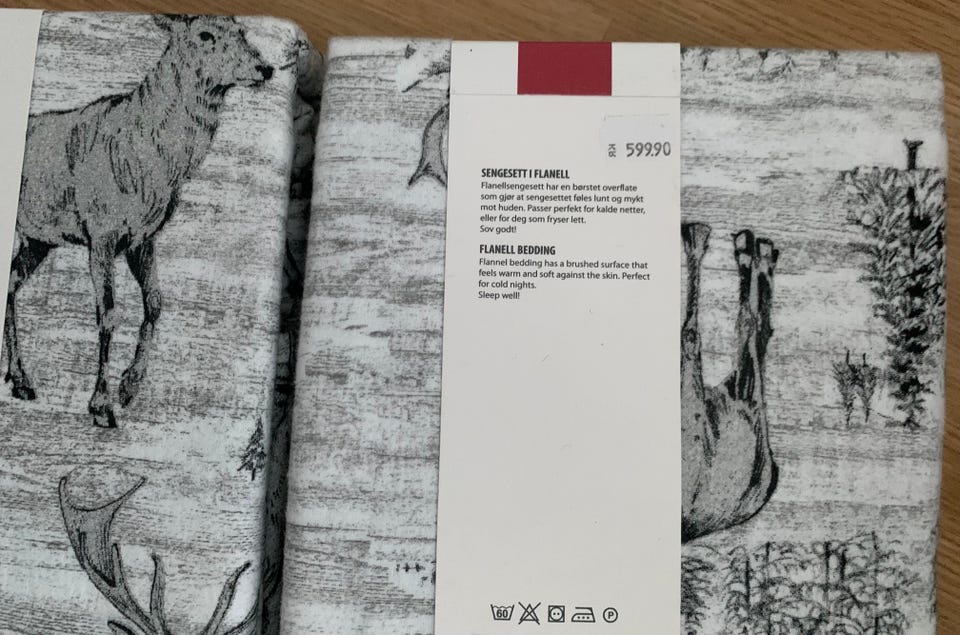 KR 599.90
SENGESETT I FLANELL
Flanellsengesett har en børstet overflate
som gjør at sengesettet føles lunt og mykt
mot huden. Passer perfekt for kalde netter,
eller for deg som fryser lett.
Sov godt!
FLANELL BEDDING
Flannel bedding has a brushed surface that
feels warm and soft against the skin. Perfect
for cold nights.
Sleep well!
60 P